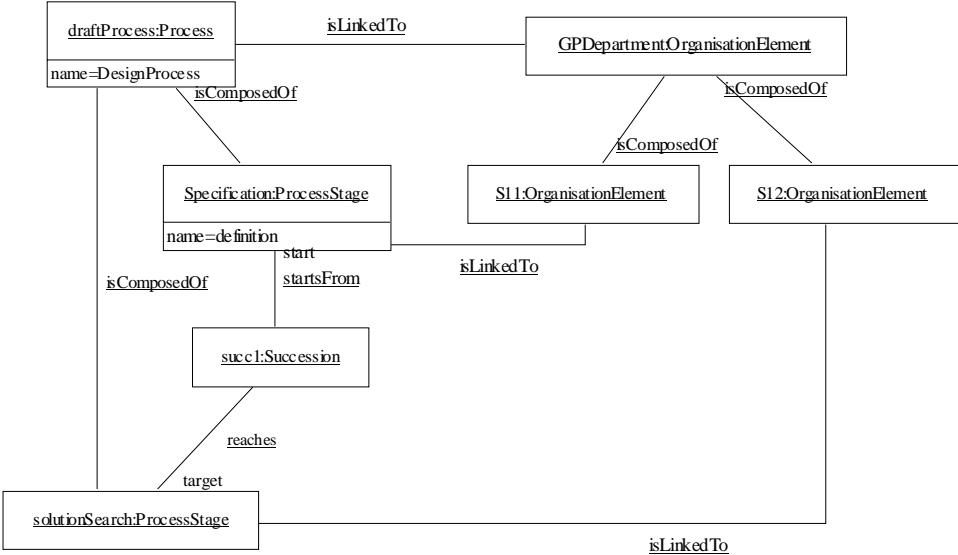 isLinkedTo
draftProcess:Process
GPDepartment:OrganisationElement
name=DesignProcess
isComposedOf
isComposedOf
isComposedOf
Specification:ProcessStage
S11:OrganisationElement
S12:OrganisationElement
name=definition
start
isLinkedTo
startsFrom
isComposedOf
succ1:Succession
reaches
target
solutionSearch:ProcessStage
isLinkedTo